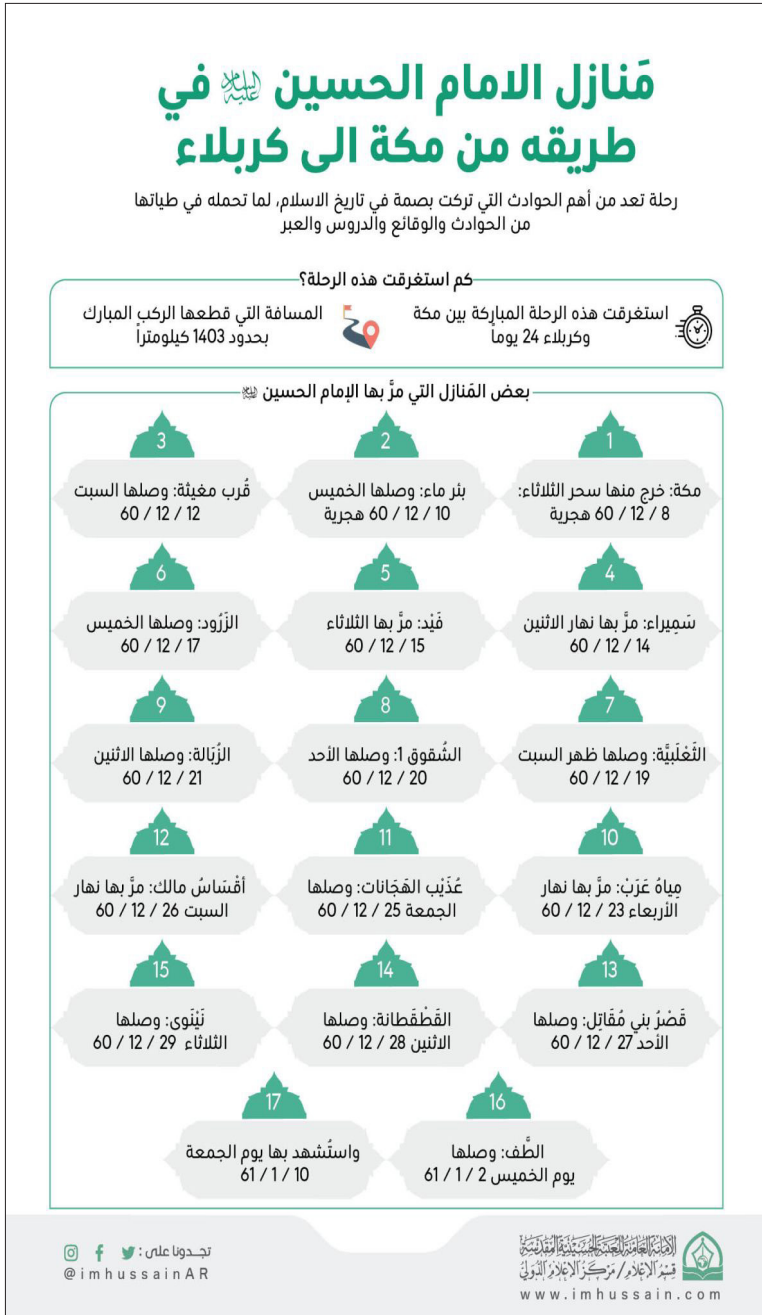 مَنازل الامام الحسين عليه السلام في
طريقه من مكة الى كربلاء
رحلة تعد من أهم الحوادث التي تركت بصمة في تاريخ الاسلام، لما تحمله في طياتها
من الحوادث والوقائع والدروس والعبر
كم استغرقت هذه الرحلة؟
استغرقت هذه الرحلة المباركة بين مكة
وكربلاء 24 يوماً
المسافة التي قطعها الركب المبارك
بحدود 1403 كيلومتراً
بعض المَنازل التي مرَّ بها الإمام الحسين عليه السلام
1
مكة: خرج منها سحر الثلاثاء:
8 / 12 / 60 هجرية
2
بئر ماء: وصلها الخميس
10 / 12 / 60 هجرية
3
قُرب مغيثة: وصلها السبت
12 / 12 / 60
4
سَمِيراء: مرَّ بها نهار الاثنين
14 / 12 / 60
5
فَيْد: مرَّ بها الثلاثاء
15 / 12 / 60
6
الزَرُود: وصلها الخميس
17 / 12 / 60
7
الثَعْلَبيَّة: وصلها ظهر السبت
19 / 12 / 60
8
الشُقوق 1: وصلها الأحد
20 / 12 / 60
9
الزُبَالة: وصلها الاثنين
21 / 12 / 60
10
مِياهُ عَرَبْ: مرَّ بها نهار
الأربعاء 23 / 12 / 60
11
عُذَيْب الهَجَانات: وصلها
الجمعة 25 / 12 / 60
12
أقْسَاسُ مالك: مرَّ بها نهار
السبت 26 / 12 / 60
13
قَصْرُ بني مُقَاتِل: وصلها
الأحد 27 / 12 / 60
14
القَطْقَطانة: وصلها
الاثنين 28 / 12 / 60
15
نَيْنَوى: وصلها
الثلاثاء 29 / 12 / 60
16
الطَّف: وصلها
يوم الخميس 2 / 1 / 61
17
واستُشهد بها يوم الجمعة
10 / 1 / 61
الأمانة العامة للعتبة الحسينية المقدسة
قسم الإعلام / مركز الإعلام الدولي
www.imhussain.com
تجـدونا على :
@imhussainAR